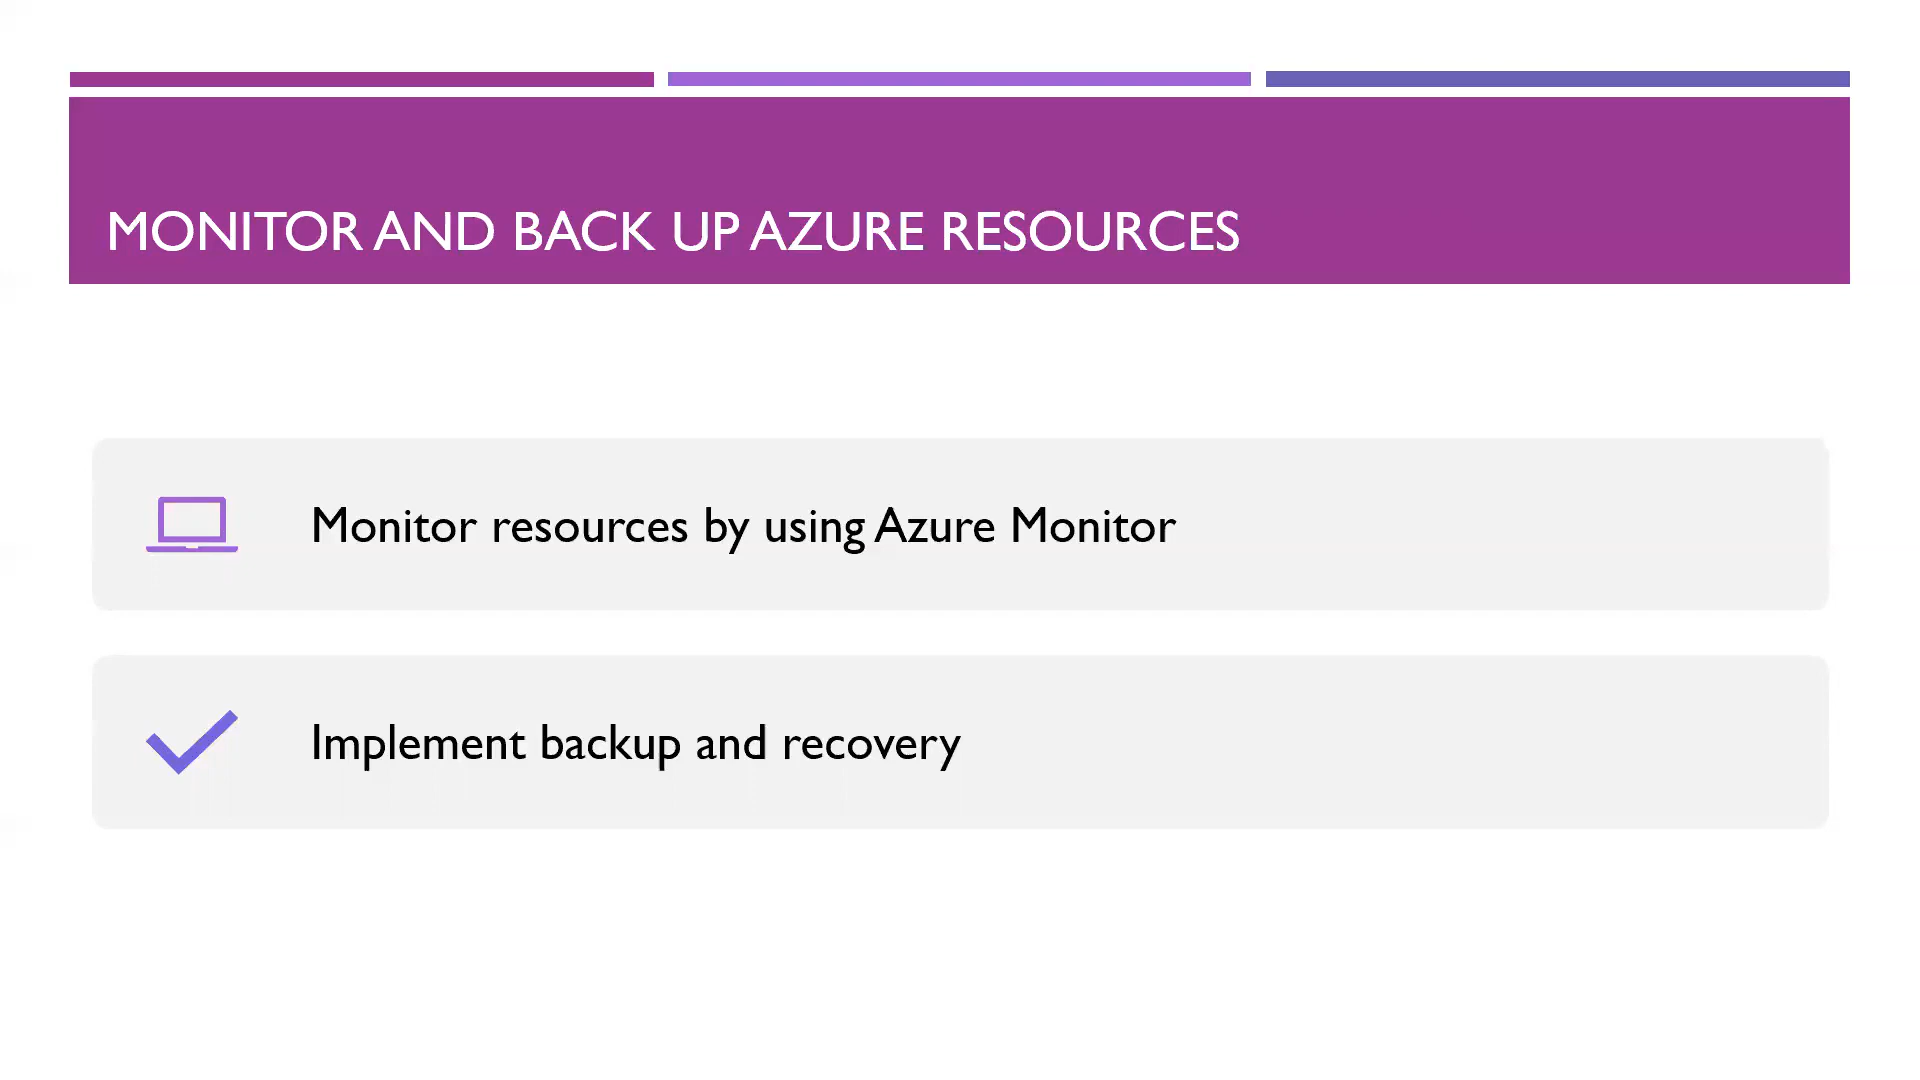 MONITOR AND BACK UP AZURE RESOURCES
Monitor resources by using Azure Monitor
Implement backup and recovery